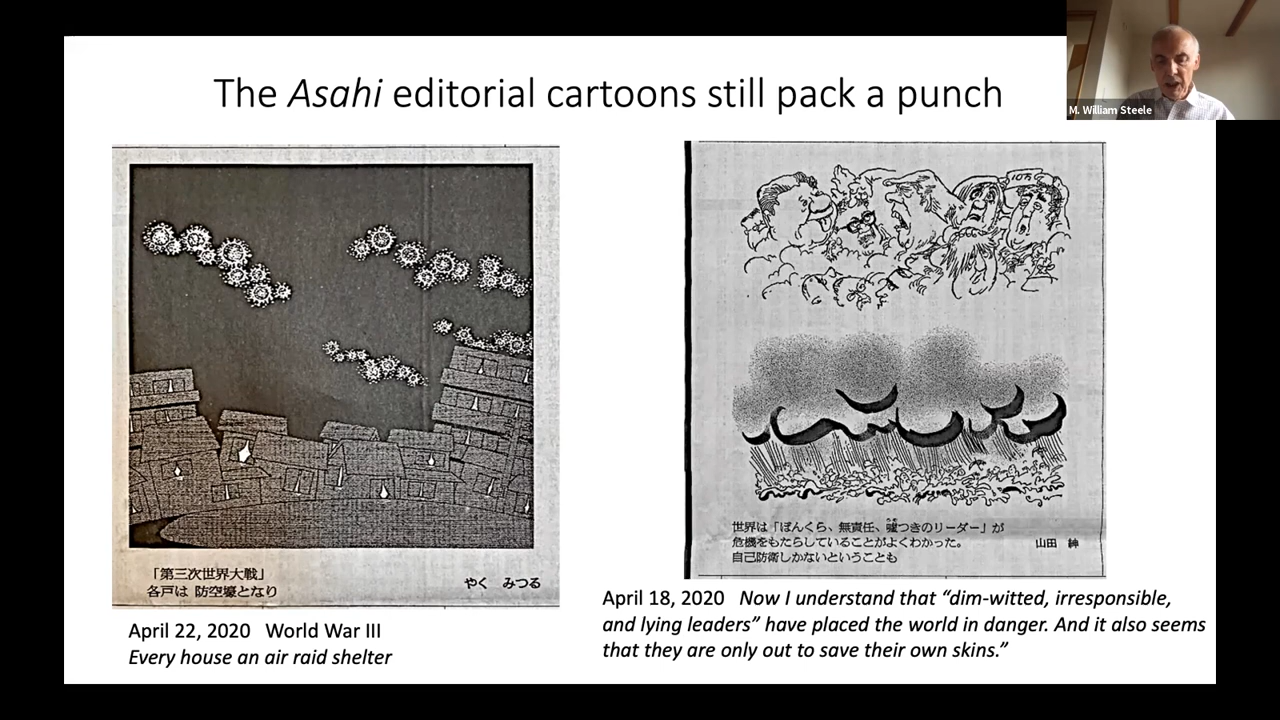 The Asahi editorial cartoons still pack a punch
M. William Steele
「第三次世界大戦」
各戸は 防空壕となり
やく みつる
April 22, 2020 World War III
Every house an air raid shelter
10万
世界は「ぼんくら、無責任、嘘つきのリーダー」が
危機をもたらしていることがよくわかった。
自己防衛しかないということも
山田 紳
April 18, 2020 Now I understand that “dim-witted, irresponsible,
and lying leaders” have placed the world in danger. And it also seems
that they are only out to save their own skins.”